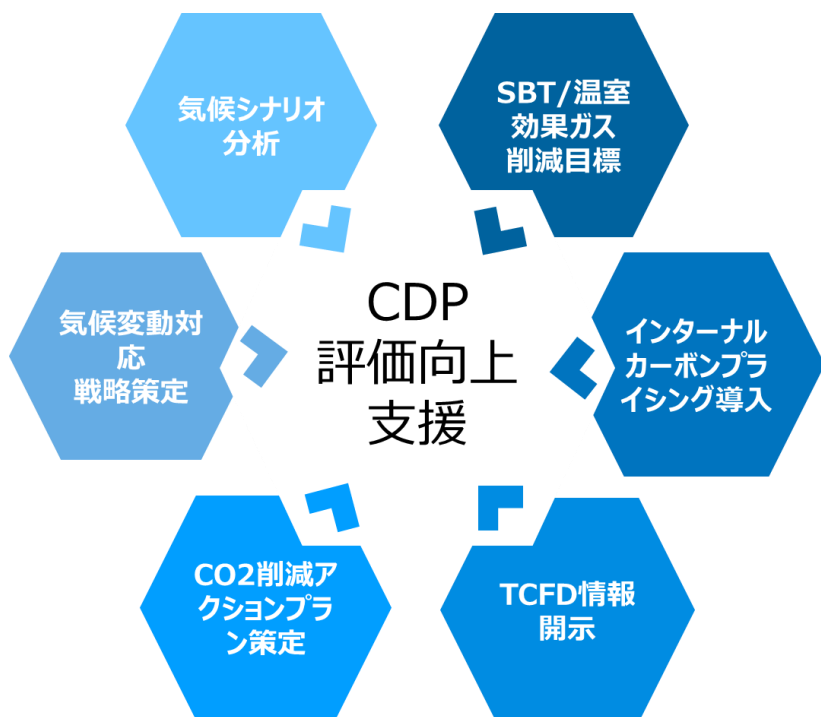 気候シナリオ
分析
SBT/温室
効果ガス
削減目標
気候変動対
応
戦略策定
CDP
評価向上
支援
インターナル
カーボンプラ
イシング導入
CO2削減ア
クションプラ
ン策定
TCFD情報
開示